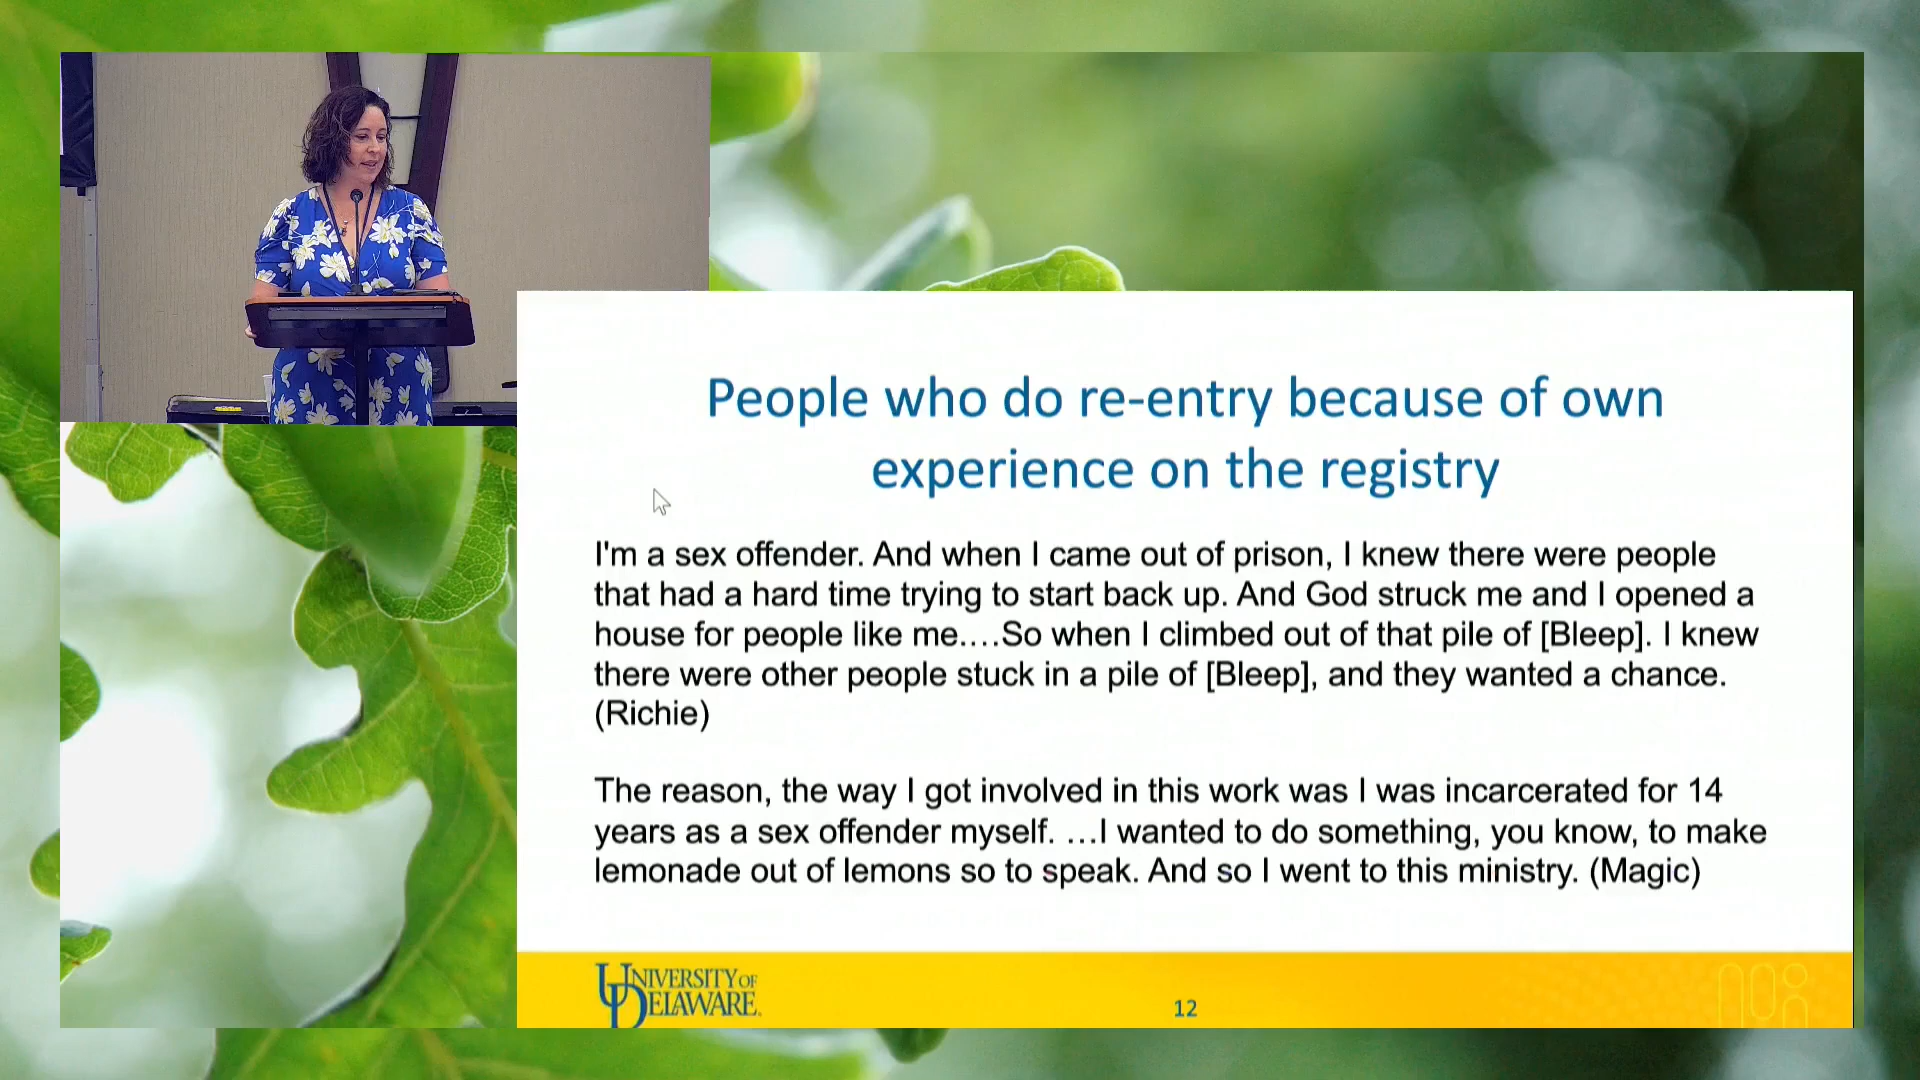 People who do re-entry because of own
experience on the registry
I'm a sex offender. And when I came out of prison, I knew there were people
that had a hard time trying to start back up. And God struck me and I opened a
house for people like me....So when I climbed out of that pile of [Bleep]. I knew
there were other people stuck in a pile of [Bleep], and they wanted a chance.
(Richie)
The reason, the way I got involved in this work was I was incarcerated for 14
years as a sex offender myself. ...I wanted to do something, you know, to make
lemonade out of lemons so to speak. And so I went to this ministry. (Magic)
UNIVERSITY OF
DELAWARE.
12